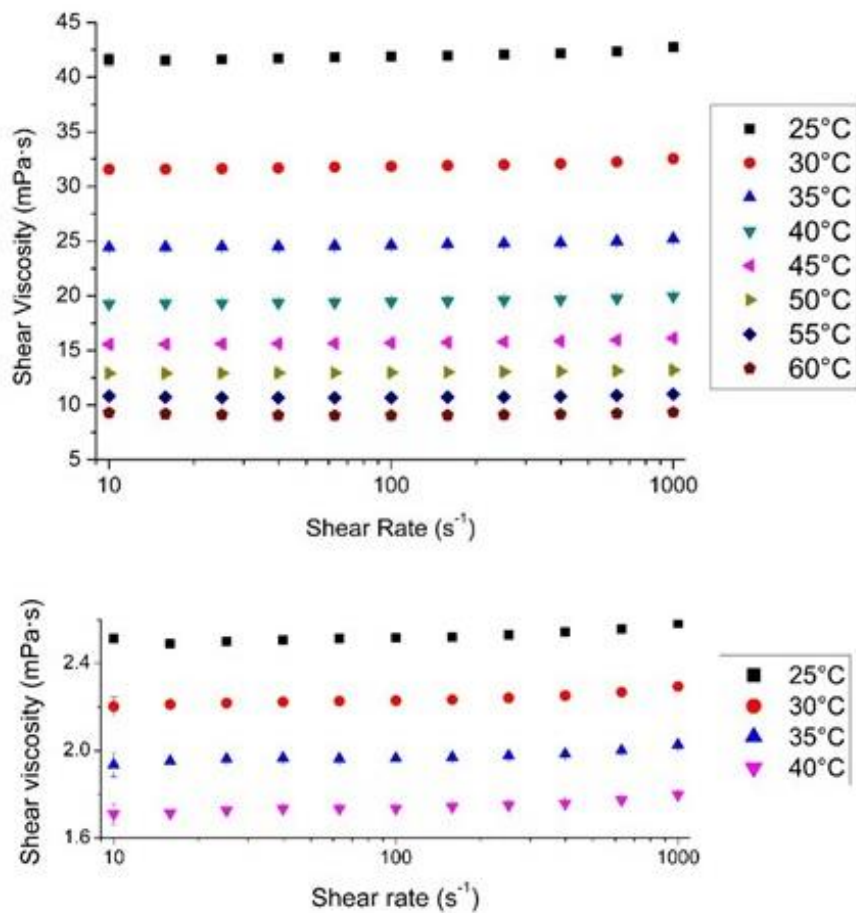 45
40
35
30
25
20
15
10
5
Shear Viscosity (mPa·s)
10 100 1000
Shear Rate (s⁻¹)
25°C
30°C
35°C
40°C
45°C
50°C
55°C
60°C
2.4
2.0
1.6
Shear viscosity (mPa·s)
10 100 1000
Shear rate (s⁻¹)
25°C
30°C
35°C
40°C